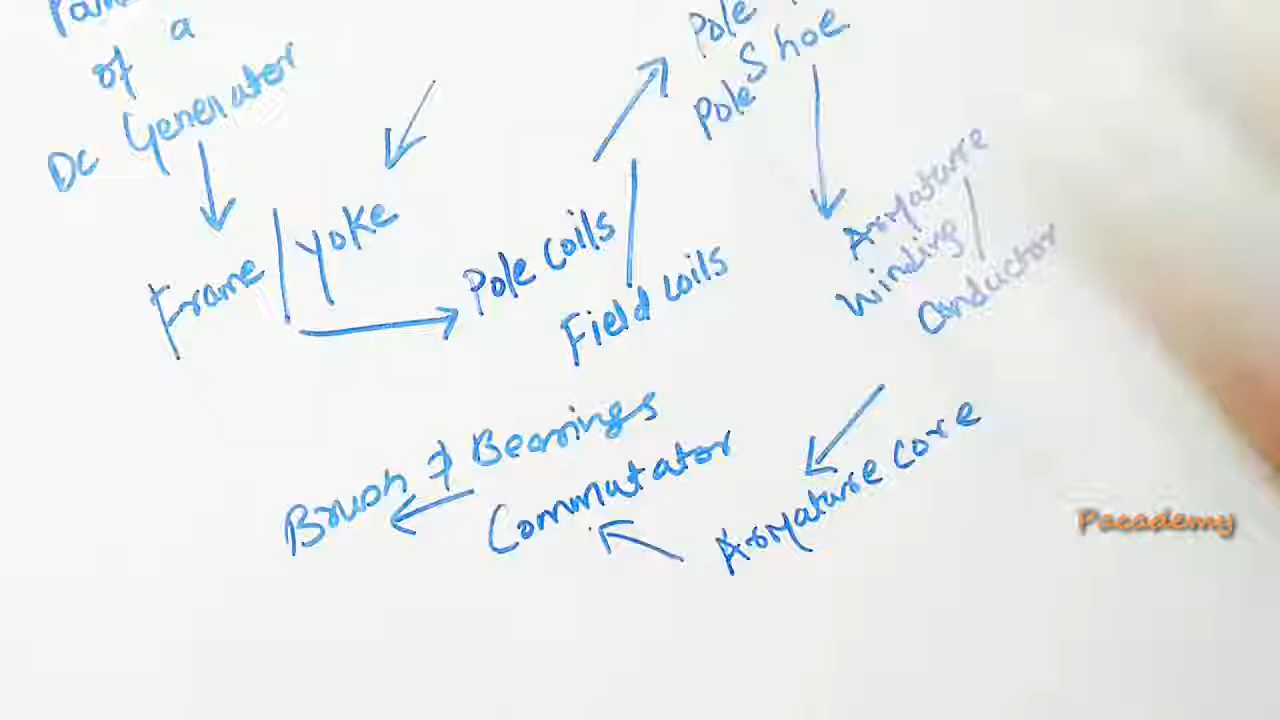 of a
DC Generator
Frame / Yoke
Pole coils
Field coils
Pole
Pole Shoe
Armature
winding
Conductor
Armature core
Commutator
Brush & Bearings
Pacademy